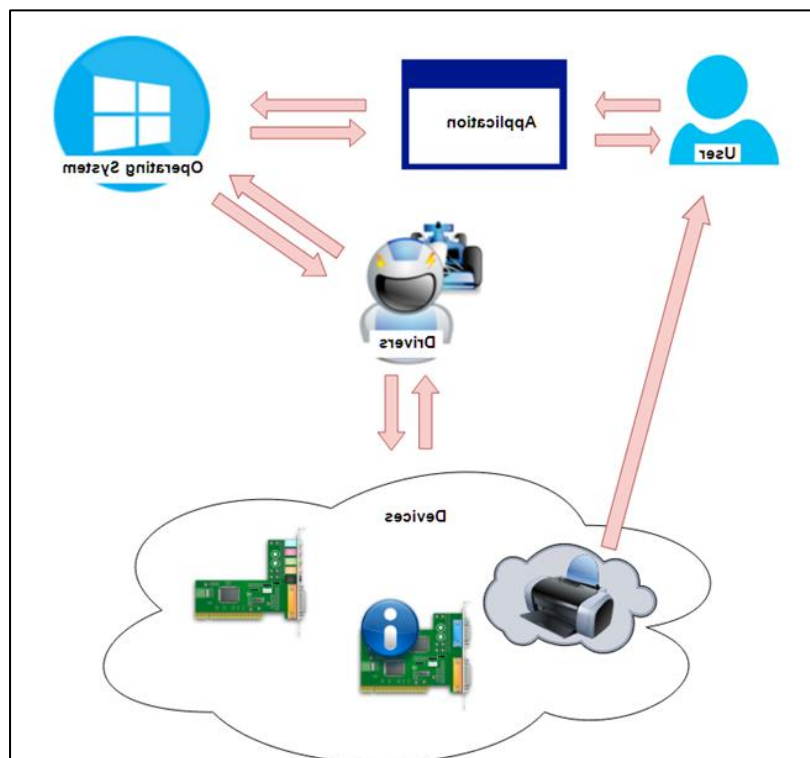 Operating System
Application
User
Drivers
Devices